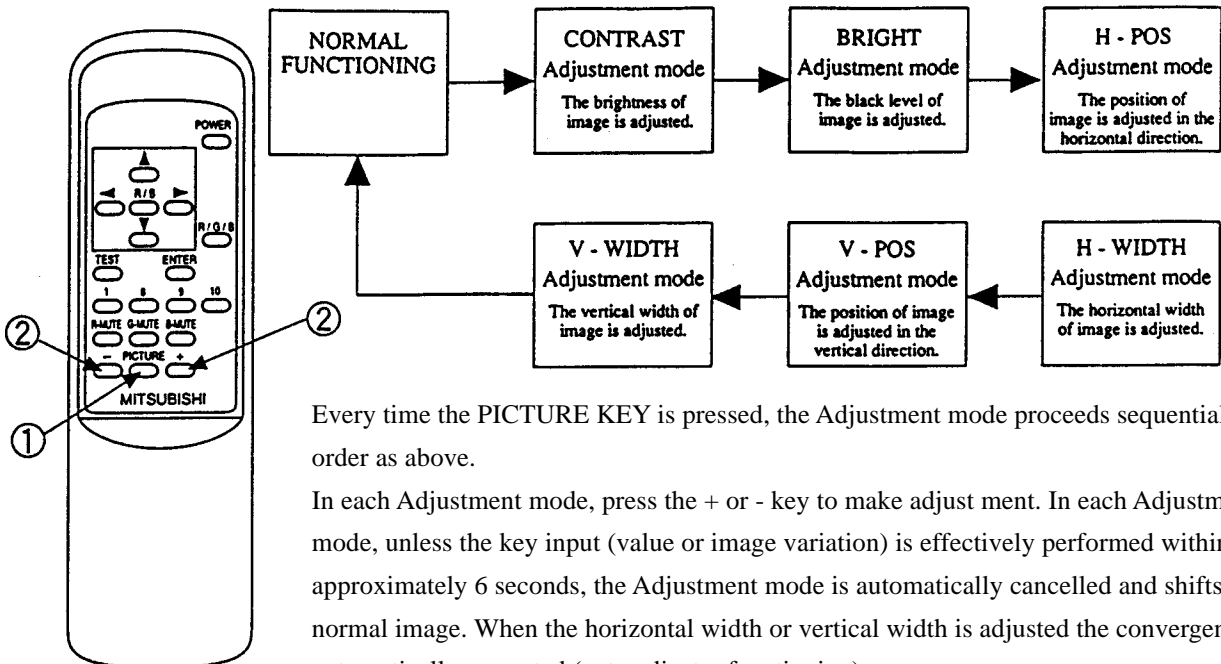 NORMAL
FUNCTIONING
CONTRAST
Adjustment mode
The brightness of
image is adjusted.
BRIGHT
Adjustment mode
The black level of
image is adjusted.
H - POS
Adjustment mode
The position of
image is adjusted in the
horizontal direction.
V - WIDTH
Adjustment mode
The vertical width of
image is adjusted.
V - POS
Adjustment mode
The position of image
is adjusted in the
vertical direction.
H - WIDTH
Adjustment mode
The horizontal width
of image is adjusted.
POWER
R / S
R / G / B
TEST ENTER
1 8 9 10
R-MUTE G-MUTE B-MUTE
② ②
- PICTURE +
MITSUBISHI
①
Every time the PICTURE KEY is pressed, the Adjustment mode proceeds sequential
order as above.
In each Adjustment mode, press the + or - key to make adjust ment. In each Adjustm
mode, unless the key input (value or image variation) is effectively performed within
approximately 6 seconds, the Adjustment mode is automatically cancelled and shifts
normal image. When the horizontal width or vertical width is adjusted the convergen